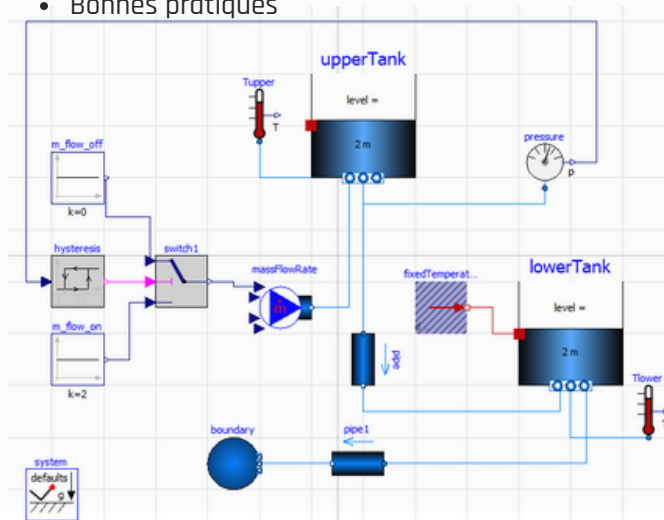 • Bonnes pratiques
upperTank
Tupper
level =
T
2 m
pressure
p
m_flow_off
k=0
hysteresis
switch1
massFlowRate
m
fixedTemperat...
lowerTank
level =
2 m
m_flow_on
k=2
pipe
Tlower
boundary
pipe1
system
defaults
g